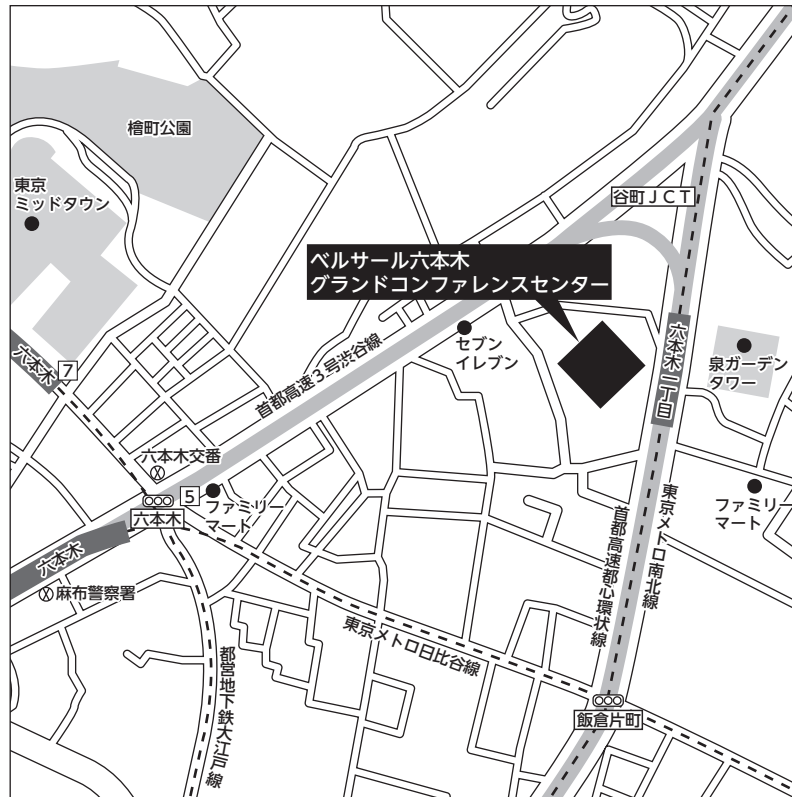 檜町公園
東京
ミッドタウン
谷町JCT
ベルサール六本木
グランドコンファレンスセンター
セブン
イレブン
首都高速3号渋谷線
六本木一丁目
泉ガーデン
タワー
六本木
7
六本木交番
5
ファミリー
マート
六本木
六本木
麻布警察署
ファミリー
マート
東京メトロ南北線
首都高速都心環状線
東京メトロ日比谷線
都営地下鉄大江戸線
飯倉片町